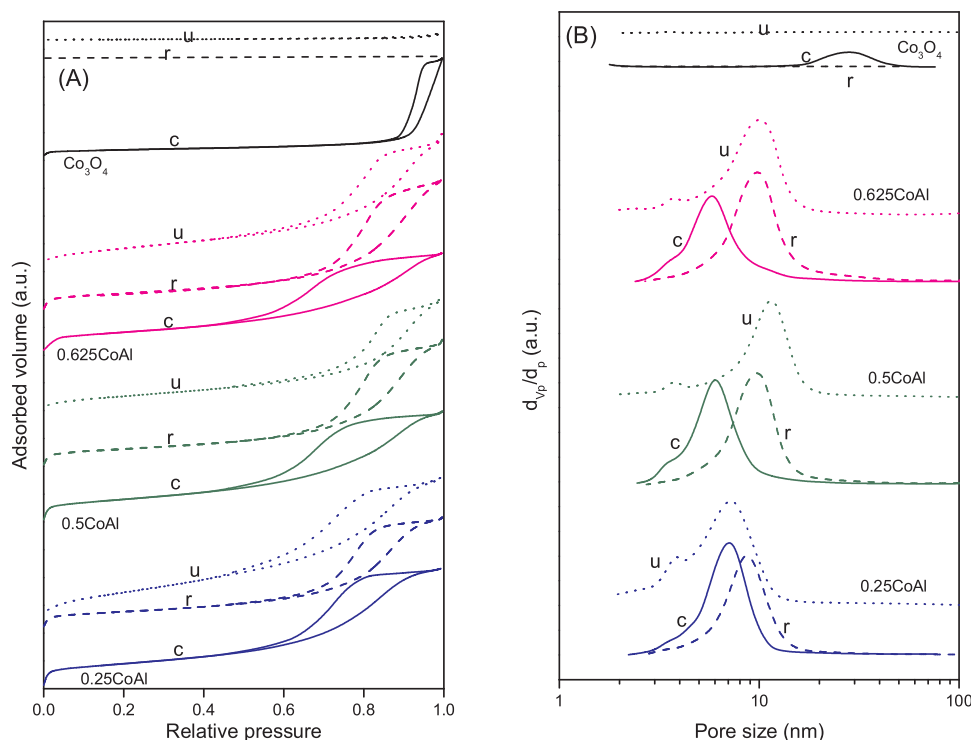 (A)
u
r
c
Co₃O₄
u
r
c
0.625CoAl
u
r
c
0.5CoAl
u
r
c
0.25CoAl
Adsorbed volume (a.u.)
0.0 0.2 0.4 0.6 0.8 1.0
Relative pressure
(B)
u
c
Co₃O₄
r
u
0.625CoAl
c
r
u
0.5CoAl
c
r
u
0.25CoAl
c
r
dVp/dp (a.u.)
1 10 100
Pore size (nm)